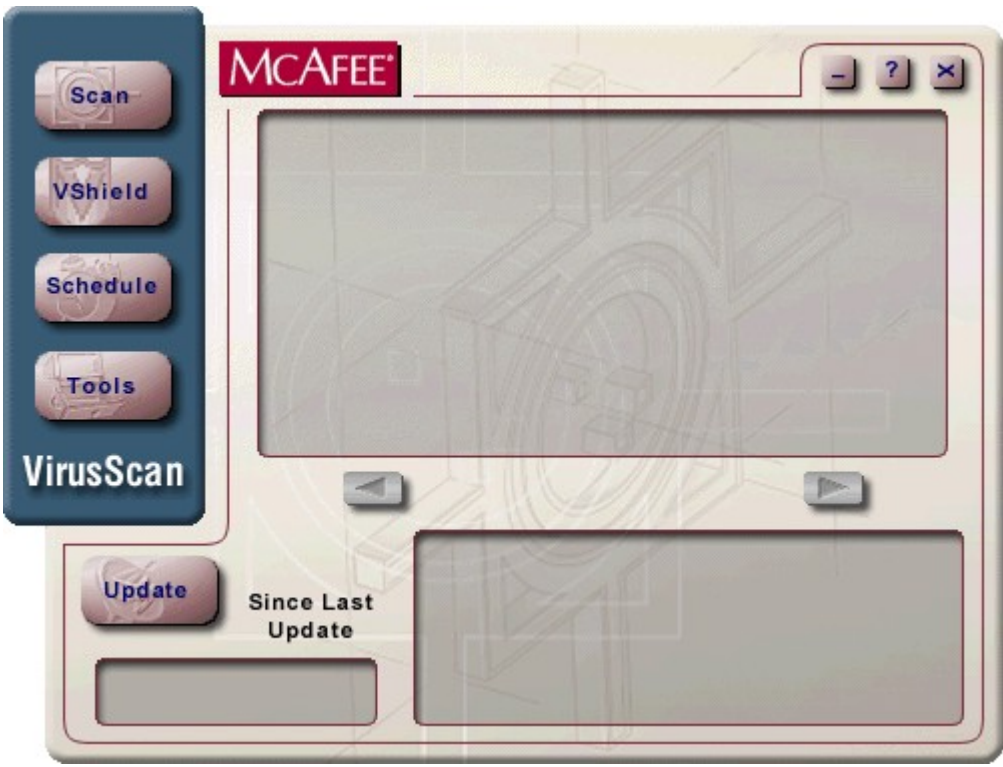 Scan
VShield
Schedule
Tools
VirusScan
McAFEE®
– ? ×
Update
Since Last
Update